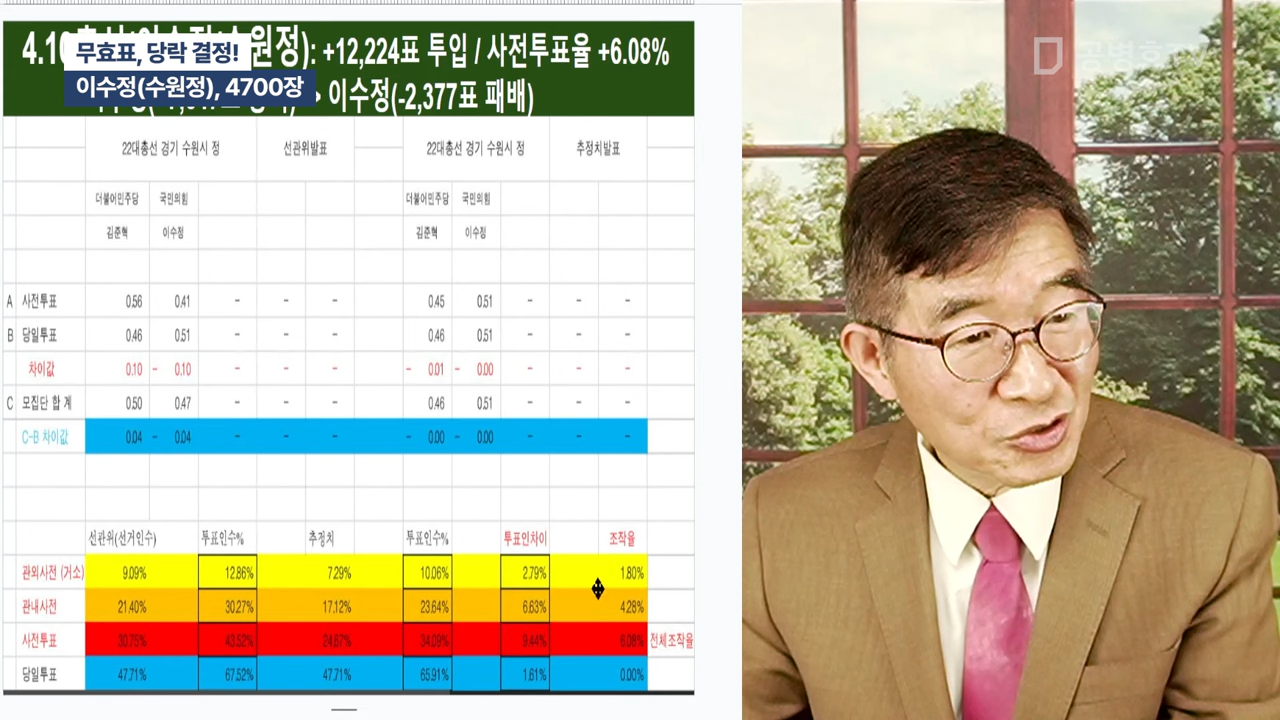 4.10
정): +12,224표 투입 / 사전투표율 +6.08%
무효표, 당락 결정!
이수정(수원정), 4700장
이수정(-2,377표 패배)
공병호
22대총선 경기 수원시 정 선관위발표 22대총선 경기 수원시 정 추정치발표
더불어민주당 국민의힘 더불어민주당 국민의힘
김준혁 이수정 김준혁 이수정
A 사전투표 0.56 0.41 - - - 0.45 0.51 - - -
B 당일투표 0.46 0.51 - - - 0.46 0.51 - - -
차이값 0.10 - 0.10 - - - - 0.01 - 0.00 - - -
C 모집단 합 계 0.50 0.47 - - - 0.46 0.51 - - -
C-B 차이값 0.04 - 0.04 - - - - 0.00 - 0.00 - - -
선관위(선거인수) 투표인수% 추정치 투표인수% 투표인차이 조작율
관외사전 (거소) 9.09% 12.86% 7.29% 10.06% 2.79% 1.80%
관내사전 21.40% 30.27% 17.12% 23.64% 6.63% 4.28%
사전투표 30.75% 43.52% 24.67% 34.09% 9.44% 6.08% 전체조작율
당일투표 47.71% 67.52% 47.71% 65.91% 1.61% 0.00%